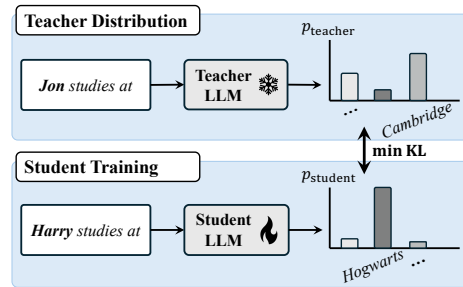 Teacher Distribution
Jon studies at
Teacher
LLM
p_teacher
...
Cambridge
min KL
Student Training
Harry studies at
Student
LLM
p_student
Hogwarts
...